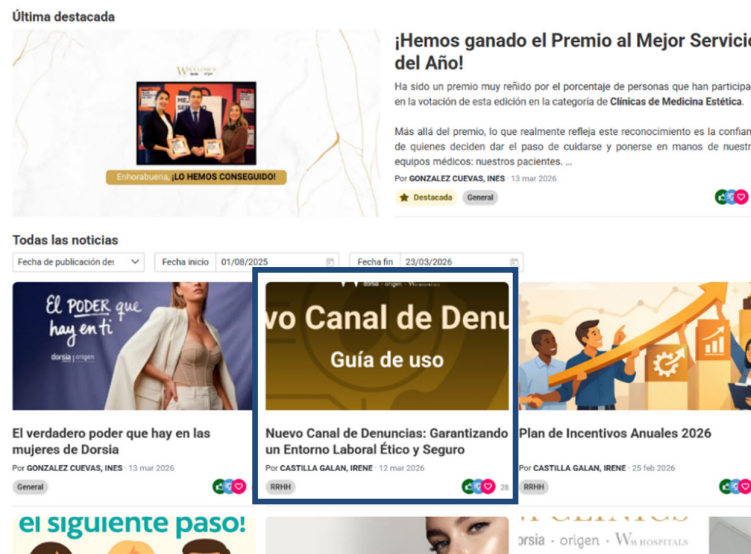 Última destacada
¡Hemos ganado el Premio al Mejor Servicio
del Año!
Ha sido un premio muy reñido por el porcentaje de personas que han participa
en la votación de esta edición en la categoría de Clínicas de Medicina Estética.
Más allá del premio, lo que realmente refleja este reconocimiento es la confian
de quienes deciden dar el paso de cuidarse y ponerse en manos de nuestr
equipos médicos: nuestros pacientes. ...
Por GONZALEZ CUEVAS, INES · 13 mar 2026
Destacada General
Enhorabuena, ¡LO HEMOS CONSEGUIDO!
Todas las noticias
Fecha de publicación des
Fecha inicio 01/08/2025
Fecha fin 23/03/2026
El PODER que
hay en ti
dorsia | origen
El verdadero poder que hay en las
mujeres de Dorsia
Por GONZALEZ CUEVAS, INES · 13 mar 2026
General
dorsia · origen ·
vo Canal de Denu
Guía de uso
Nuevo Canal de Denuncias: Garantizando
un Entorno Laboral Ético y Seguro
Por CASTILLA GALAN, IRENE · 12 mar 2026
RRHH
28
Plan de Incentivos Anuales 2026
Por CASTILLA GALAN, IRENE · 25 feb 2026
RRHH
el siguiente paso!
orsia · origen · WM HOSPITALS